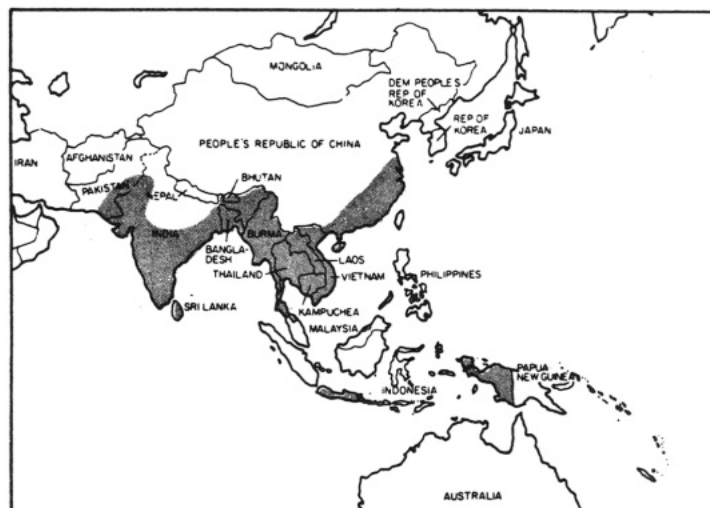 MONGOLIA
DEM PEOPLE'S
REP OF
KOREA
REP OF
KOREA
JAPAN
PEOPLE'S REPUBLIC OF CHINA
IRAN
AFGHANISTAN
PAKISTAN
NEPAL
BHUTAN
INDIA
BANGLA-
DESH
BURMA
LAOS
THAILAND
VIETNAM
PHILIPPINES
KAMPUCHEA
SRI LANKA
MALAYSIA
INDONESIA
PAPUA
NEW GUINEA
AUSTRALIA